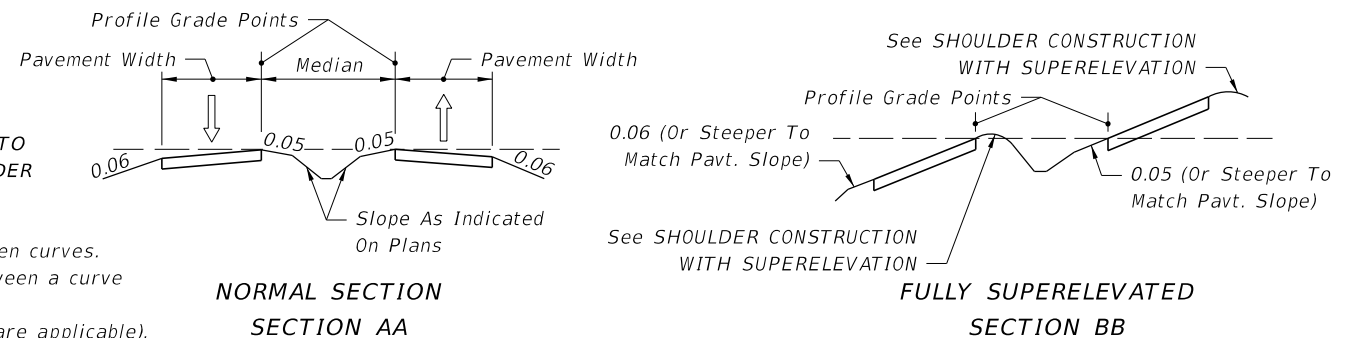 Profile Grade Points
Pavement Width
Median
Pavement Width
TO
DER
0.06
0.05
0.05
0.06
Slope As Indicated
On Plans
en curves.
een a curve
are applicable).
NORMAL SECTION
SECTION AA
See SHOULDER CONSTRUCTION
WITH SUPERELEVATION
Profile Grade Points
0.06 (Or Steeper To
Match Pavt. Slope)
0.05 (Or Steeper To
Match Pavt. Slope)
See SHOULDER CONSTRUCTION
WITH SUPERELEVATION
FULLY SUPERELEVATED
SECTION BB